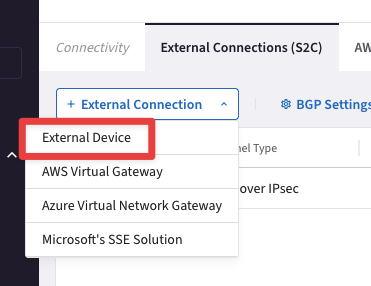 Connectivity External Connections (S2C) AW
+ External Connection BGP Settings
External Device nel Type
AWS Virtual Gateway
over IPsec
Azure Virtual Network Gateway
Microsoft's SSE Solution